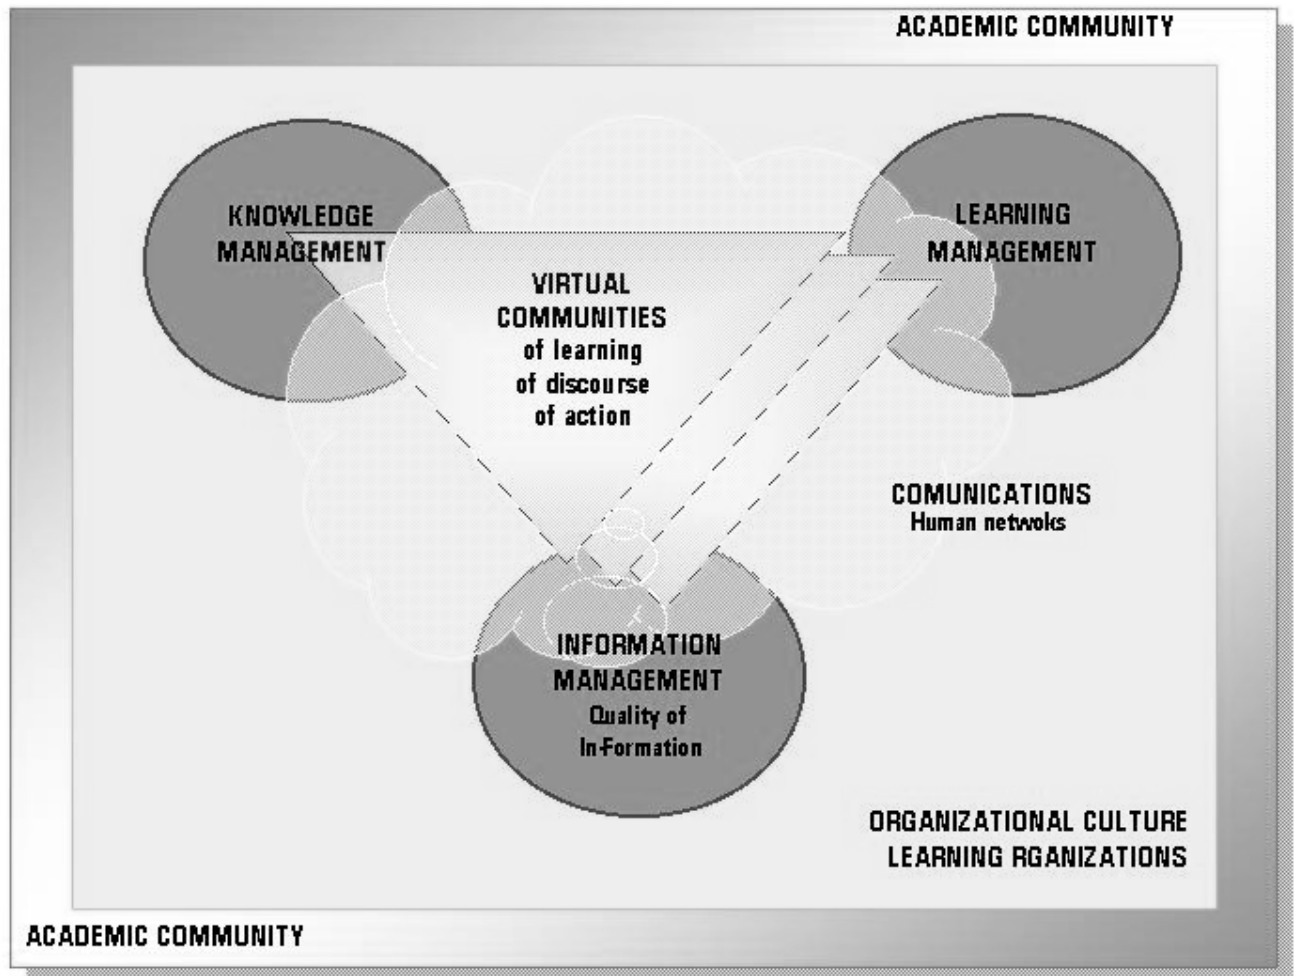 ACADEMIC COMMUNITY
KNOWLEDGE
MANAGEMENT
LEARNING
MANAGEMENT
VIRTUAL
COMMUNITIES
of learning
of discourse
of action
COMUNICATIONS
Human netwoks
INFORMATION
MANAGEMENT
Quality of
In-Formation
ORGANIZATIONAL CULTURE
LEARNING RGANIZATIONS
ACADEMIC COMMUNITY